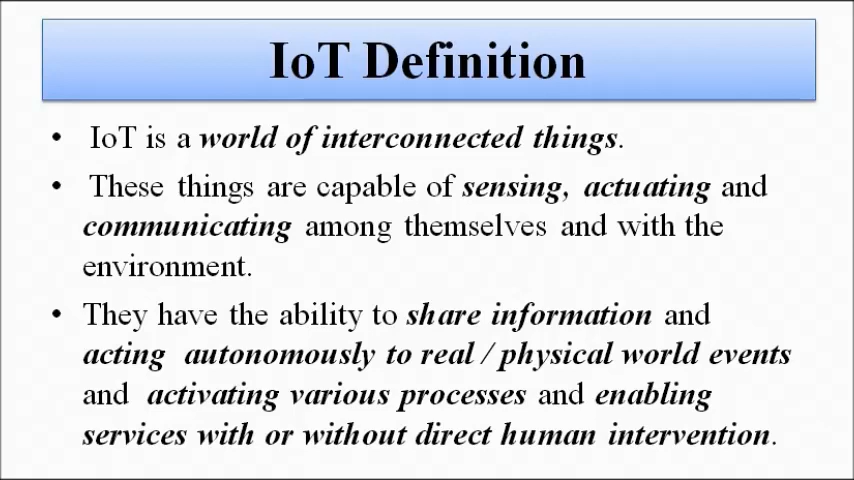 IoT Definition
• IoT is a world of interconnected things.
• These things are capable of sensing, actuating and
communicating among themselves and with the
environment.
• They have the ability to share information and
acting autonomously to real / physical world events
and activating various processes and enabling
services with or without direct human intervention.